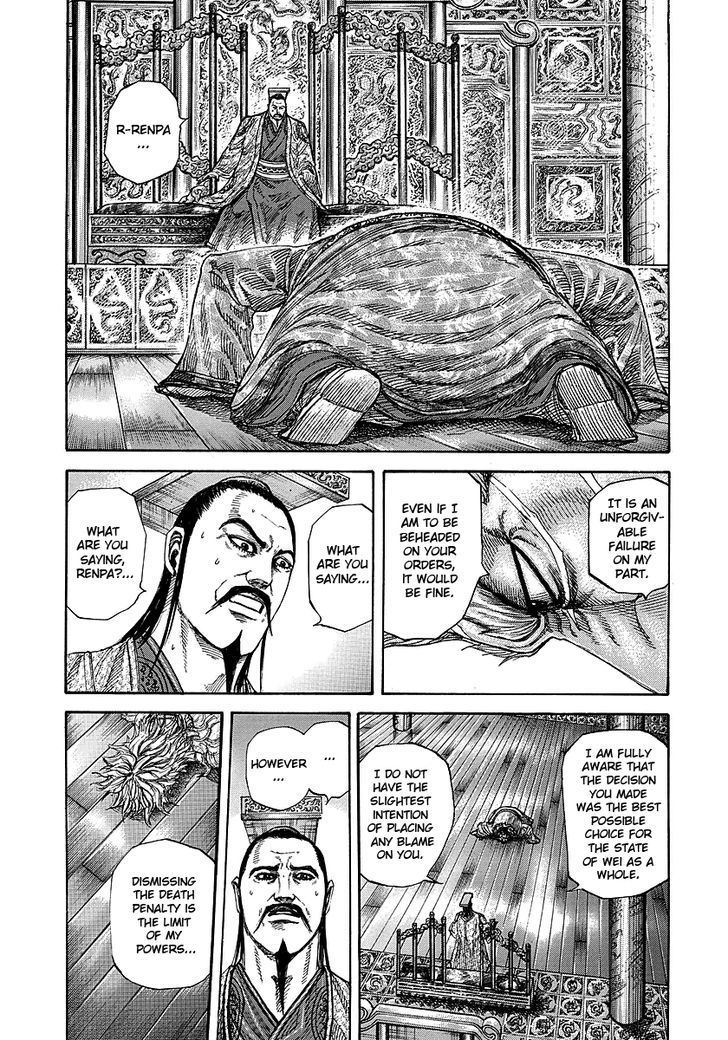 R-RENPA
...
IT IS AN
UNFORGIV-
ABLE
FAILURE
ON MY
PART.
EVEN IF I
AM TO BE
BEHEADED
ON YOUR
ORDERS,
IT WOULD
BE FINE.
WHAT
ARE YOU
SAYING...
WHAT
ARE YOU
SAYING,
RENPA?...
I AM FULLY
AWARE THAT
THE DECISION
YOU MADE
WAS THE BEST
POSSIBLE
CHOICE FOR
THE STATE
OF WEI AS A
WHOLE.
I DO NOT
HAVE THE
SLIGHTEST
INTENTION
OF PLACING
ANY BLAME
ON YOU.
...
HOWEVER
...
DISMISSING
THE DEATH
PENALTY IS
THE LIMIT
OF MY
POWERS...